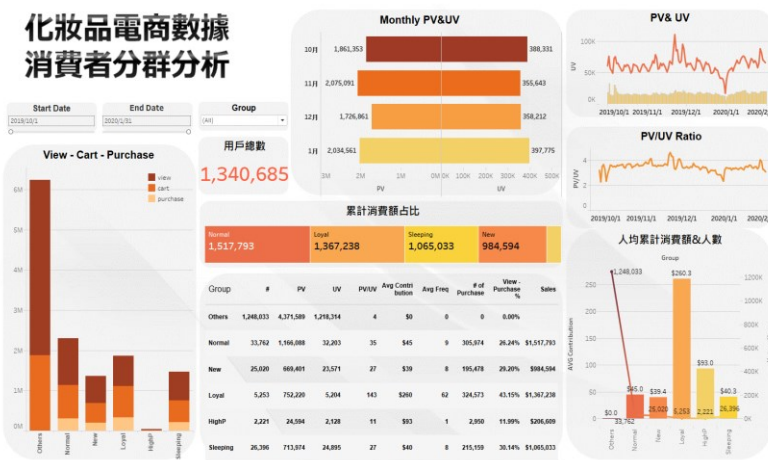 化妝品電商數據
消費者分群分析
Start Date
2019/10/1
End Date
2020/1/31
Group
(All)
用戶總數
1,340,685
Monthly PV&UV
10月 1,861,353 388,331
11月 2,075,091 355,643
12月 1,726,861 358,212
1月 2,034,561 397,775
3M 2M 1M 0M 0K 100K 200K 300K 400K 500K
PV UV
PV& UV
100K
50K
0K
UV
2019/10/1 2019/11/1 2019/12/1 2020/1/1 2020/2/
PV/UV Ratio
4
2
0
PV/UV
2019/10/1 2019/11/1 2019/12/1 2020/1/1 2020/2/
View - Cart - Purchase
view
cart
purchase
6M
5M
4M
3M
2M
1M
0M
Others
Normal
New
Loyal
HighP
Sleeping
累計消費額占比
Normal
1,517,793
Loyal
1,367,238
Sleeping
1,065,033
New
984,594
Group # PV UV PV/UV Avg Contri bution Avg Freq # of Purchase View - Purchase % Sales
Others 1,248,033 4,371,589 1,218,314 4 $0 0 0 0.00%
Normal 33,762 1,166,088 32,203 35 $45 9 305,974 26.24% $1,517,793
New 25,020 669,401 23,571 27 $39 8 195,478 29.20% $984,594
Loyal 5,253 752,220 5,204 143 $260 62 324,573 43.15% $1,367,238
HighP 2,221 24,594 2,128 11 $93 1 2,950 11.99% $206,689
Sleeping 26,396 713,974 24,895 27 $40 8 215,159 30.14% $1,065,033
人均累計消費額&人數
Group
1,248,033
$260.3
$93.0
$45.0
$39.4
$40.3
$0.0
33,762
25,020
5,253
2,221
26,396
250
200
150
100
50
0
AVG Contribution
1200K
1000K
800K
600K
400K
200K
0K
Others
Normal
New
Loyal
HighP
Sleeping